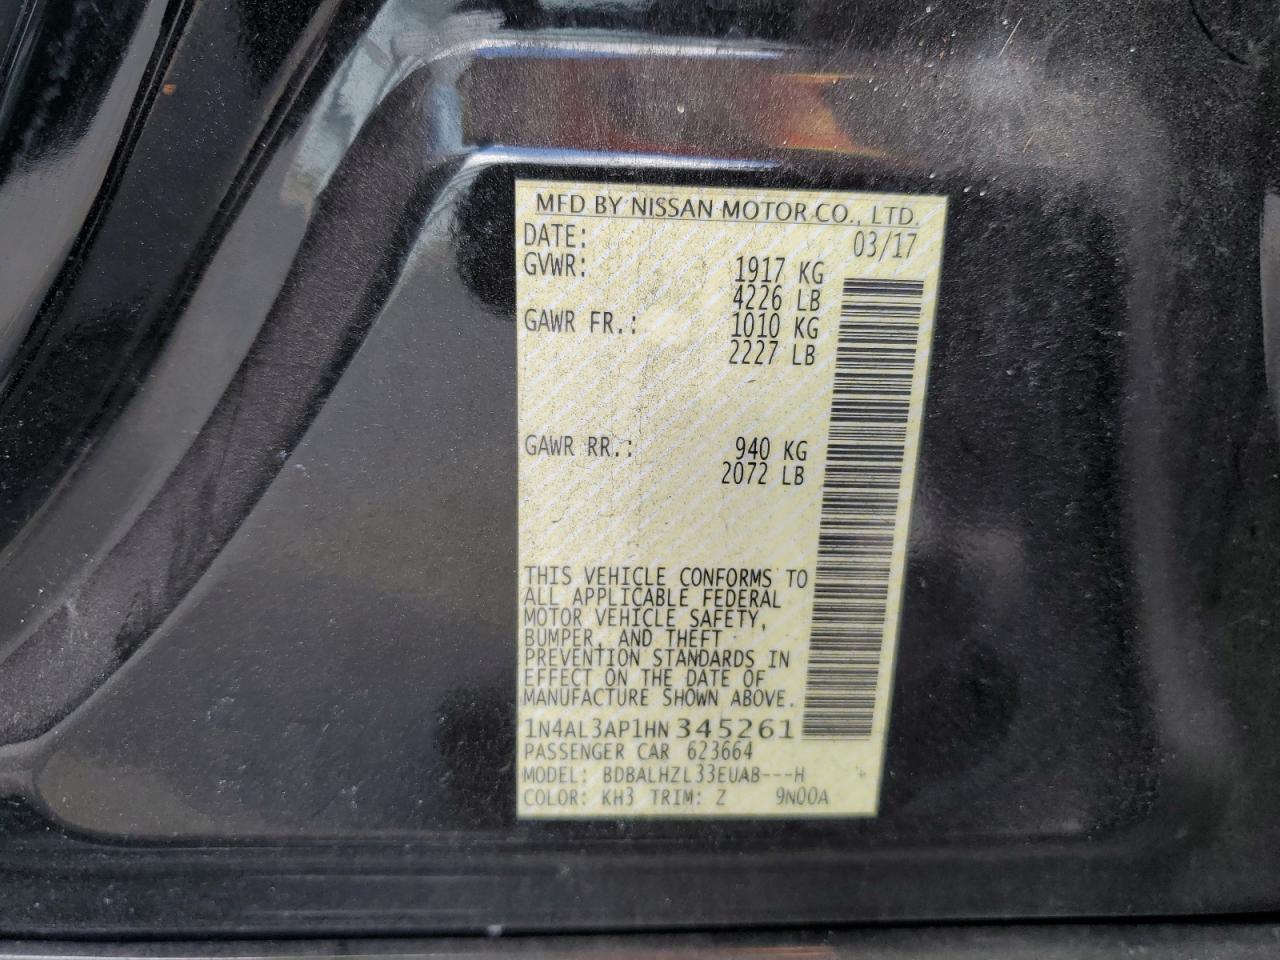 MFD BY NISSAN MOTOR CO., LTD.
DATE: 03/17
GVWR: 1917 KG
4226 LB
GAWR FR.: 1010 KG
2227 LB
GAWR RR.: 940 KG
2072 LB
THIS VEHICLE CONFORMS TO
ALL APPLICABLE FEDERAL
MOTOR VEHICLE SAFETY,
BUMPER, AND THEFT
PREVENTION STANDARDS IN
EFFECT ON THE DATE OF
MANUFACTURE SHOWN ABOVE.
1N4AL3AP1HN 345261
PASSENGER CAR 623664
MODEL: BDBALHZL33EUAB---H
COLOR: KH3 TRIM: Z 9N00A